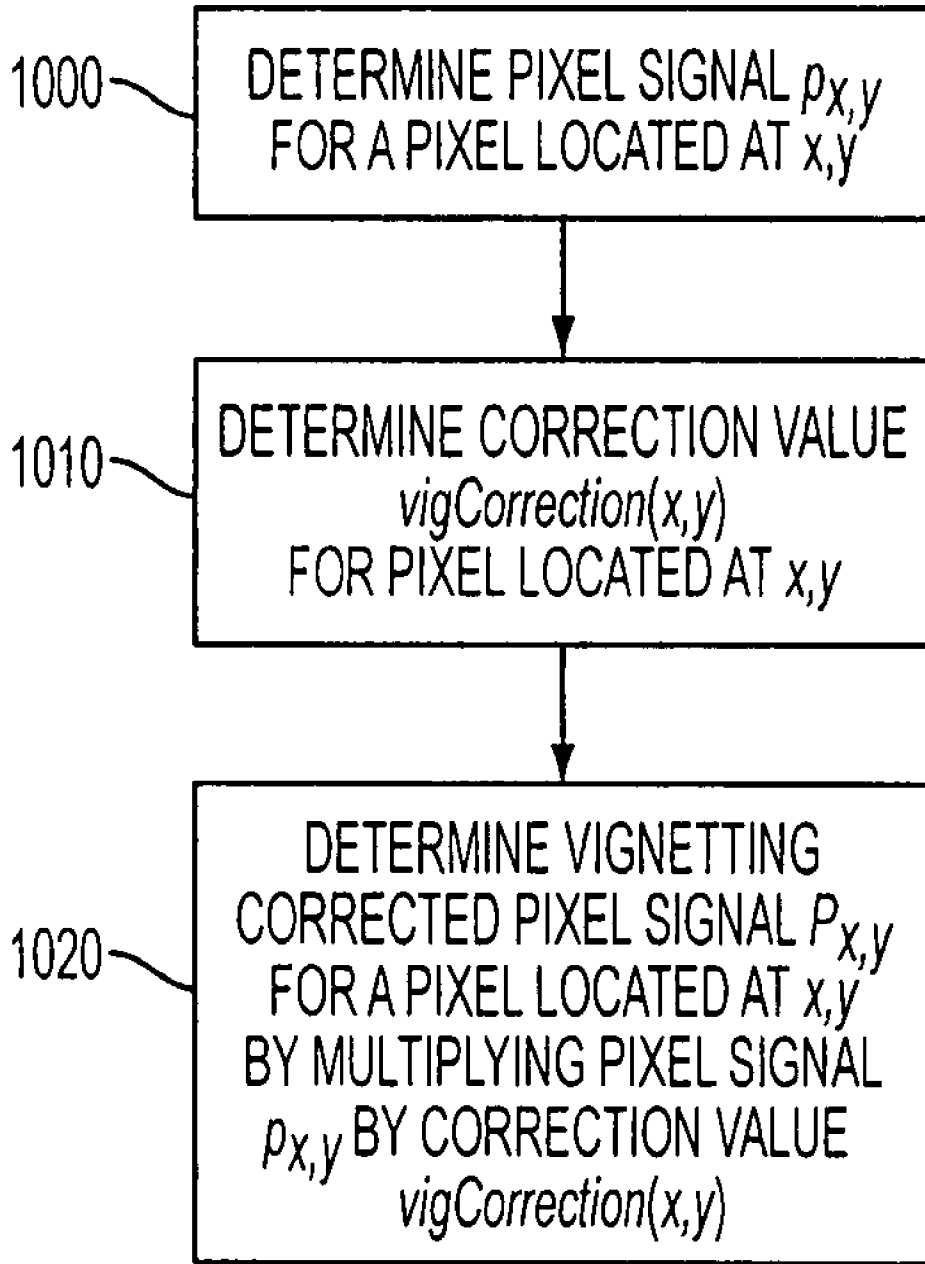 1000
DETERMINE PIXEL SIGNAL px,y
FOR A PIXEL LOCATED AT x,y
1010
DETERMINE CORRECTION VALUE
vigCorrection(x,y)
FOR PIXEL LOCATED AT x,y
1020
DETERMINE VIGNETTING
CORRECTED PIXEL SIGNAL Px,y
FOR A PIXEL LOCATED AT x,y
BY MULTIPLYING PIXEL SIGNAL
px,y BY CORRECTION VALUE
vigCorrection(x,y)